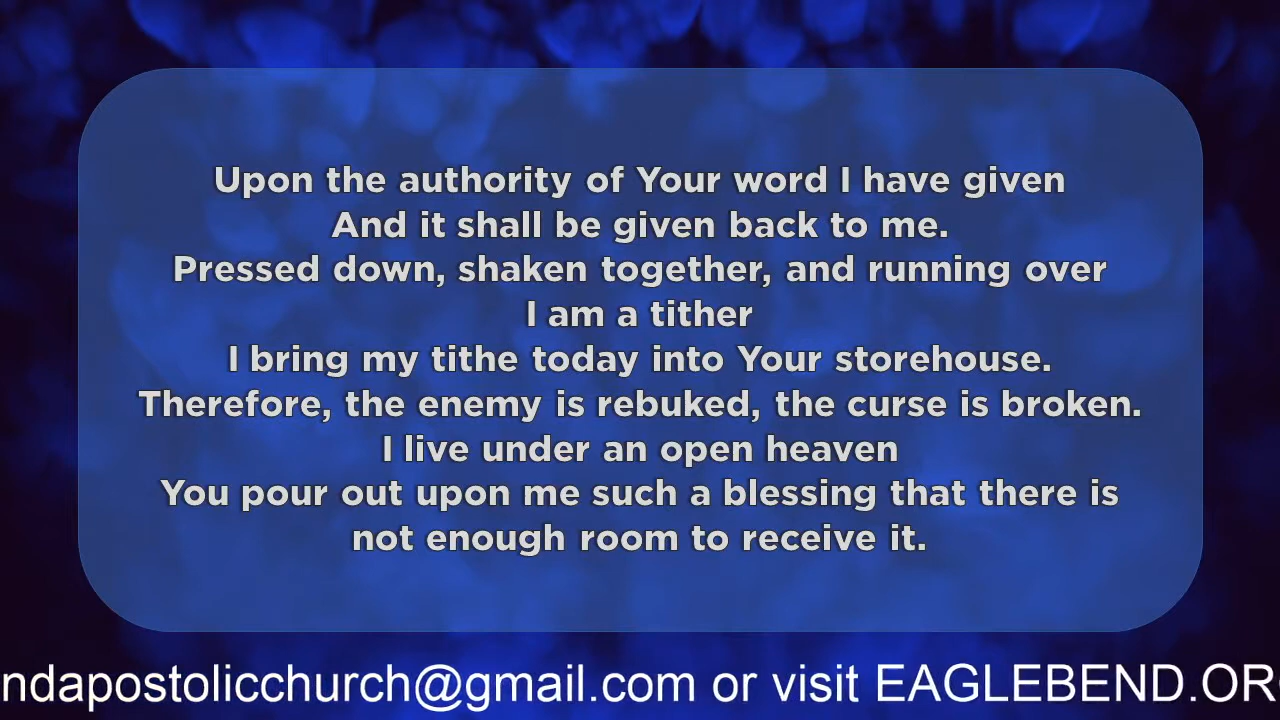 Upon the authority of Your word I have given
And it shall be given back to me.
Pressed down, shaken together, and running over
I am a tither
I bring my tithe today into Your storehouse.
Therefore, the enemy is rebuked, the curse is broken.
I live under an open heaven
You pour out upon me such a blessing that there is
not enough room to receive it.
ndapostolicchurch@gmail.com or visit EAGLEBEND.OR